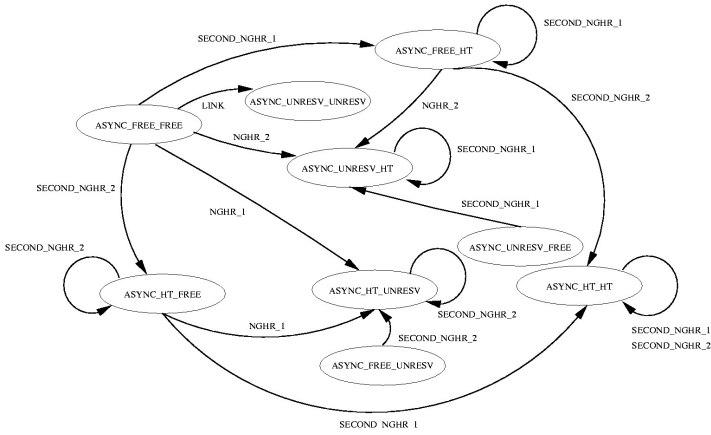 SECOND_NGHR_1
SECOND_NGHR_1
ASYNC_FREE_HT
SECOND_NGHR_2
LINK
ASYNC_UNRESV_UNRESV
NGHR_2
ASYNC_FREE_FREE
NGHR_2
SECOND_NGHR_1
ASYNC_UNRESV_HT
SECOND_NGHR_2
SECOND_NGHR_1
NGHR_1
ASYNC_UNRESV_FREE
SECOND_NGHR_2
ASYNC_HT_FREE
ASYNC_HT_UNRESV
ASYNC_HT_HT
SECOND_NGHR_2
NGHR_1
SECOND_NGHR_1
SECOND_NGHR_2
SECOND_NGHR_2
ASYNC_FREE_UNRESV
SECOND_NGHR_1